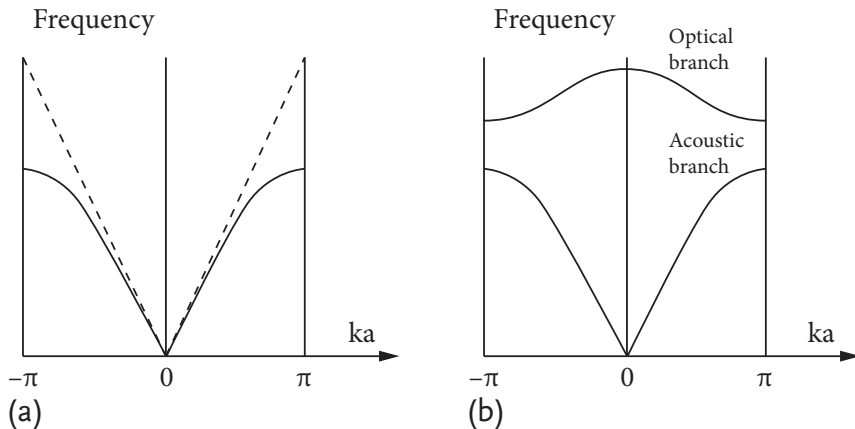 Frequency
ka
−π
0
π
(a)
Frequency
Optical
branch
Acoustic
branch
ka
−π
0
π
(b)